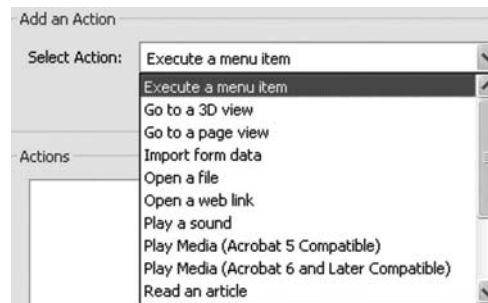 Add an Action
Select Action: Execute a menu item
Execute a menu item
Go to a 3D view
Go to a page view
Import form data
Actions
Open a file
Open a web link
Play a sound
Play Media (Acrobat 5 Compatible)
Play Media (Acrobat 6 and Later Compatible)
Read an article